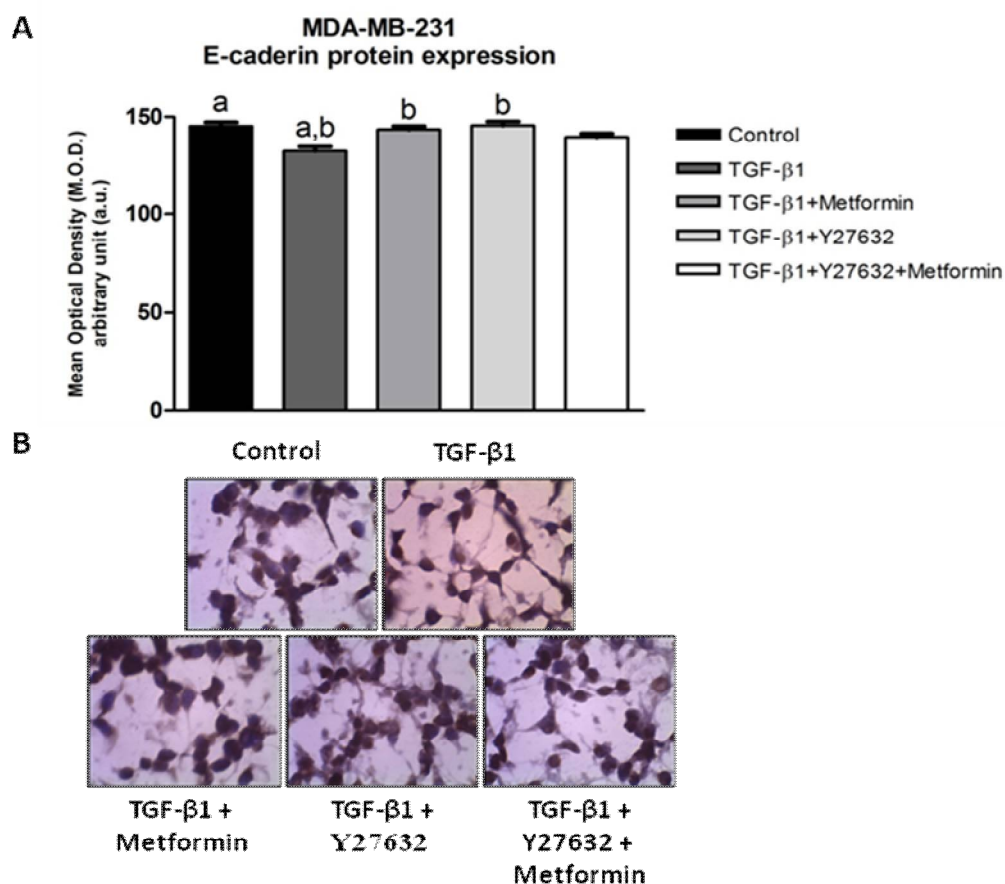 A
MDA-MB-231
E-caderin protein expression
Mean Optical Density (M.O.D.)
arbitrary unit (a.u.)
150
100
50
0
a
a,b
b
b
Control
TGF-β1
TGF-β1+Metformin
TGF-β1+Y27632
TGF-β1+Y27632+Metformin
B
Control
TGF-β1
TGF-β1 +
Metformin
TGF-β1 +
Y27632
TGF-β1 +
Y27632 +
Metformin